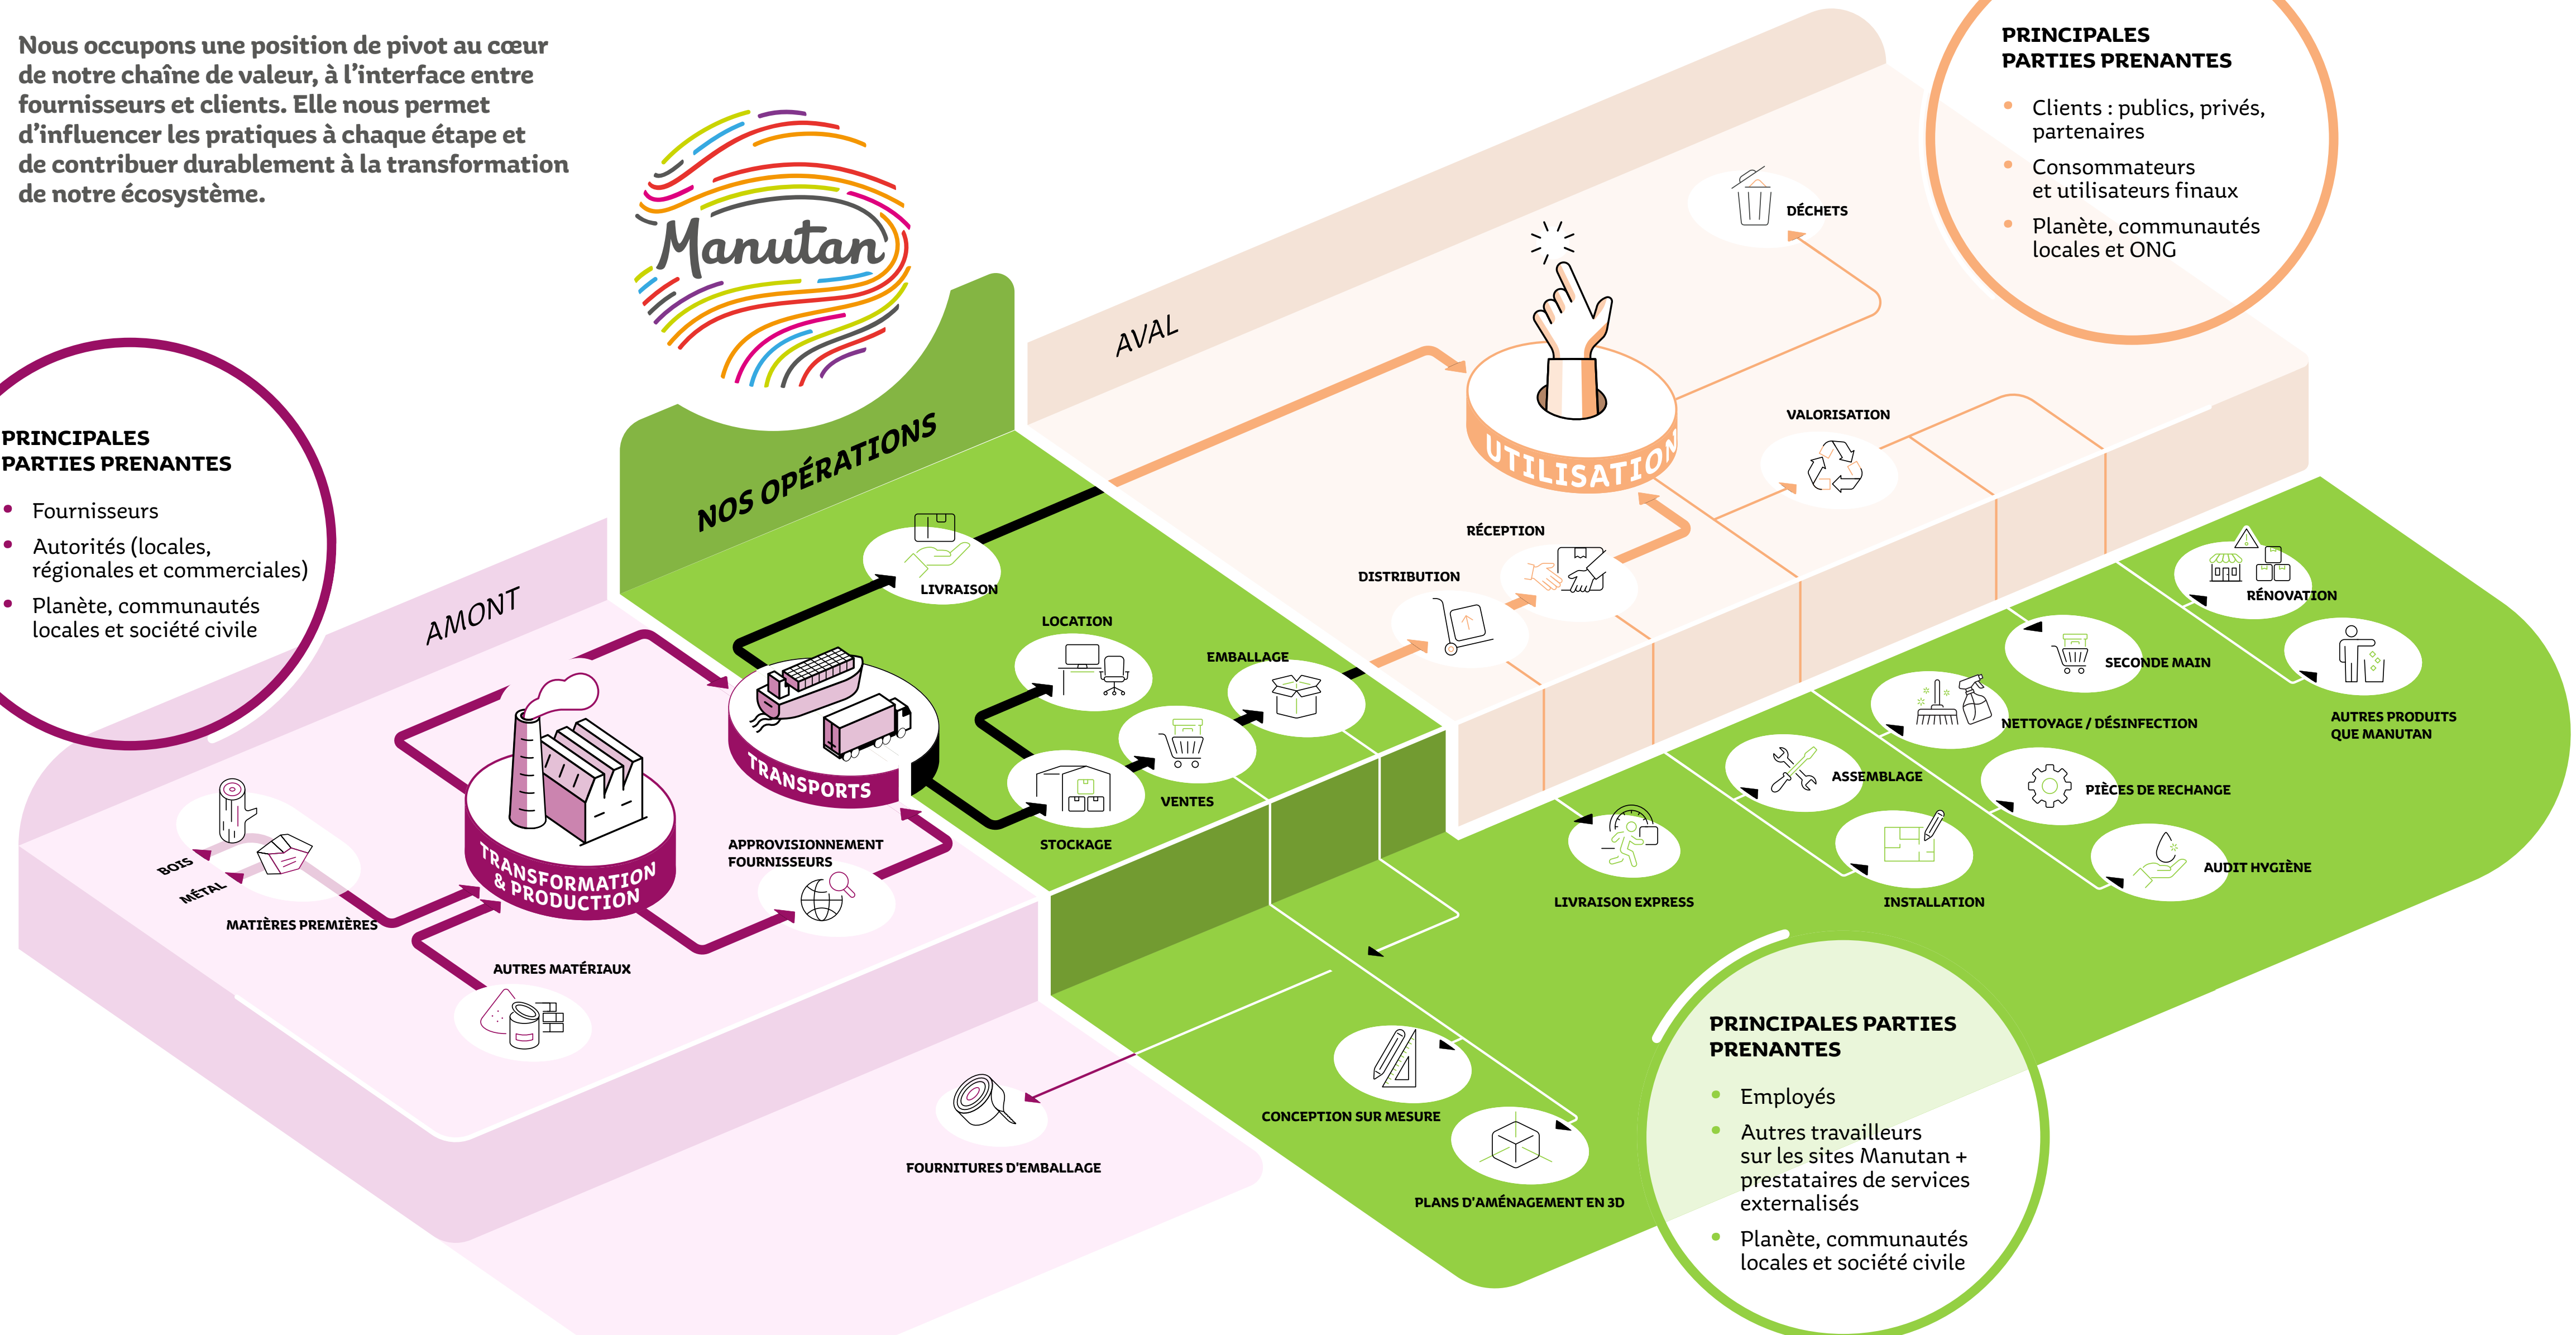 Nous occupons une position de pivot au cœur
de notre chaîne de valeur, à l’interface entre
fournisseurs et clients. Elle nous permet
d’influencer les pratiques à chaque étape et
de contribuer durablement à la transformation
de notre écosystème.
Manutan
PRINCIPALES
PARTIES PRENANTES
• Fournisseurs
• Autorités (locales,
régionales et commerciales)
• Planète, communautés
locales et société civile
AMONT
BOIS
MÉTAL
MATIÈRES PREMIÈRES
AUTRES MATÉRIAUX
TRANSFORMATION
& PRODUCTION
APPROVISIONNEMENT
FOURNISSEURS
TRANSPORTS
FOURNITURES D'EMBALLAGE
NOS OPÉRATIONS
LIVRAISON
LOCATION
EMBALLAGE
VENTES
STOCKAGE
AVAL
DÉCHETS
UTILISATION
VALORISATION
RÉCEPTION
DISTRIBUTION
PRINCIPALES
PARTIES PRENANTES
• Clients : publics, privés,
partenaires
• Consommateurs
et utilisateurs finaux
• Planète, communautés
locales et ONG
RÉNOVATION
SECONDE MAIN
AUTRES PRODUITS
QUE MANUTAN
NETTOYAGE / DÉSINFECTION
ASSEMBLAGE
PIÈCES DE RECHANGE
AUDIT HYGIÈNE
LIVRAISON EXPRESS
INSTALLATION
CONCEPTION SUR MESURE
PLANS D'AMÉNAGEMENT EN 3D
PRINCIPALES PARTIES
PRENANTES
• Employés
• Autres travailleurs
sur les sites Manutan +
prestataires de services
externalisés
• Planète, communautés
locales et société civile